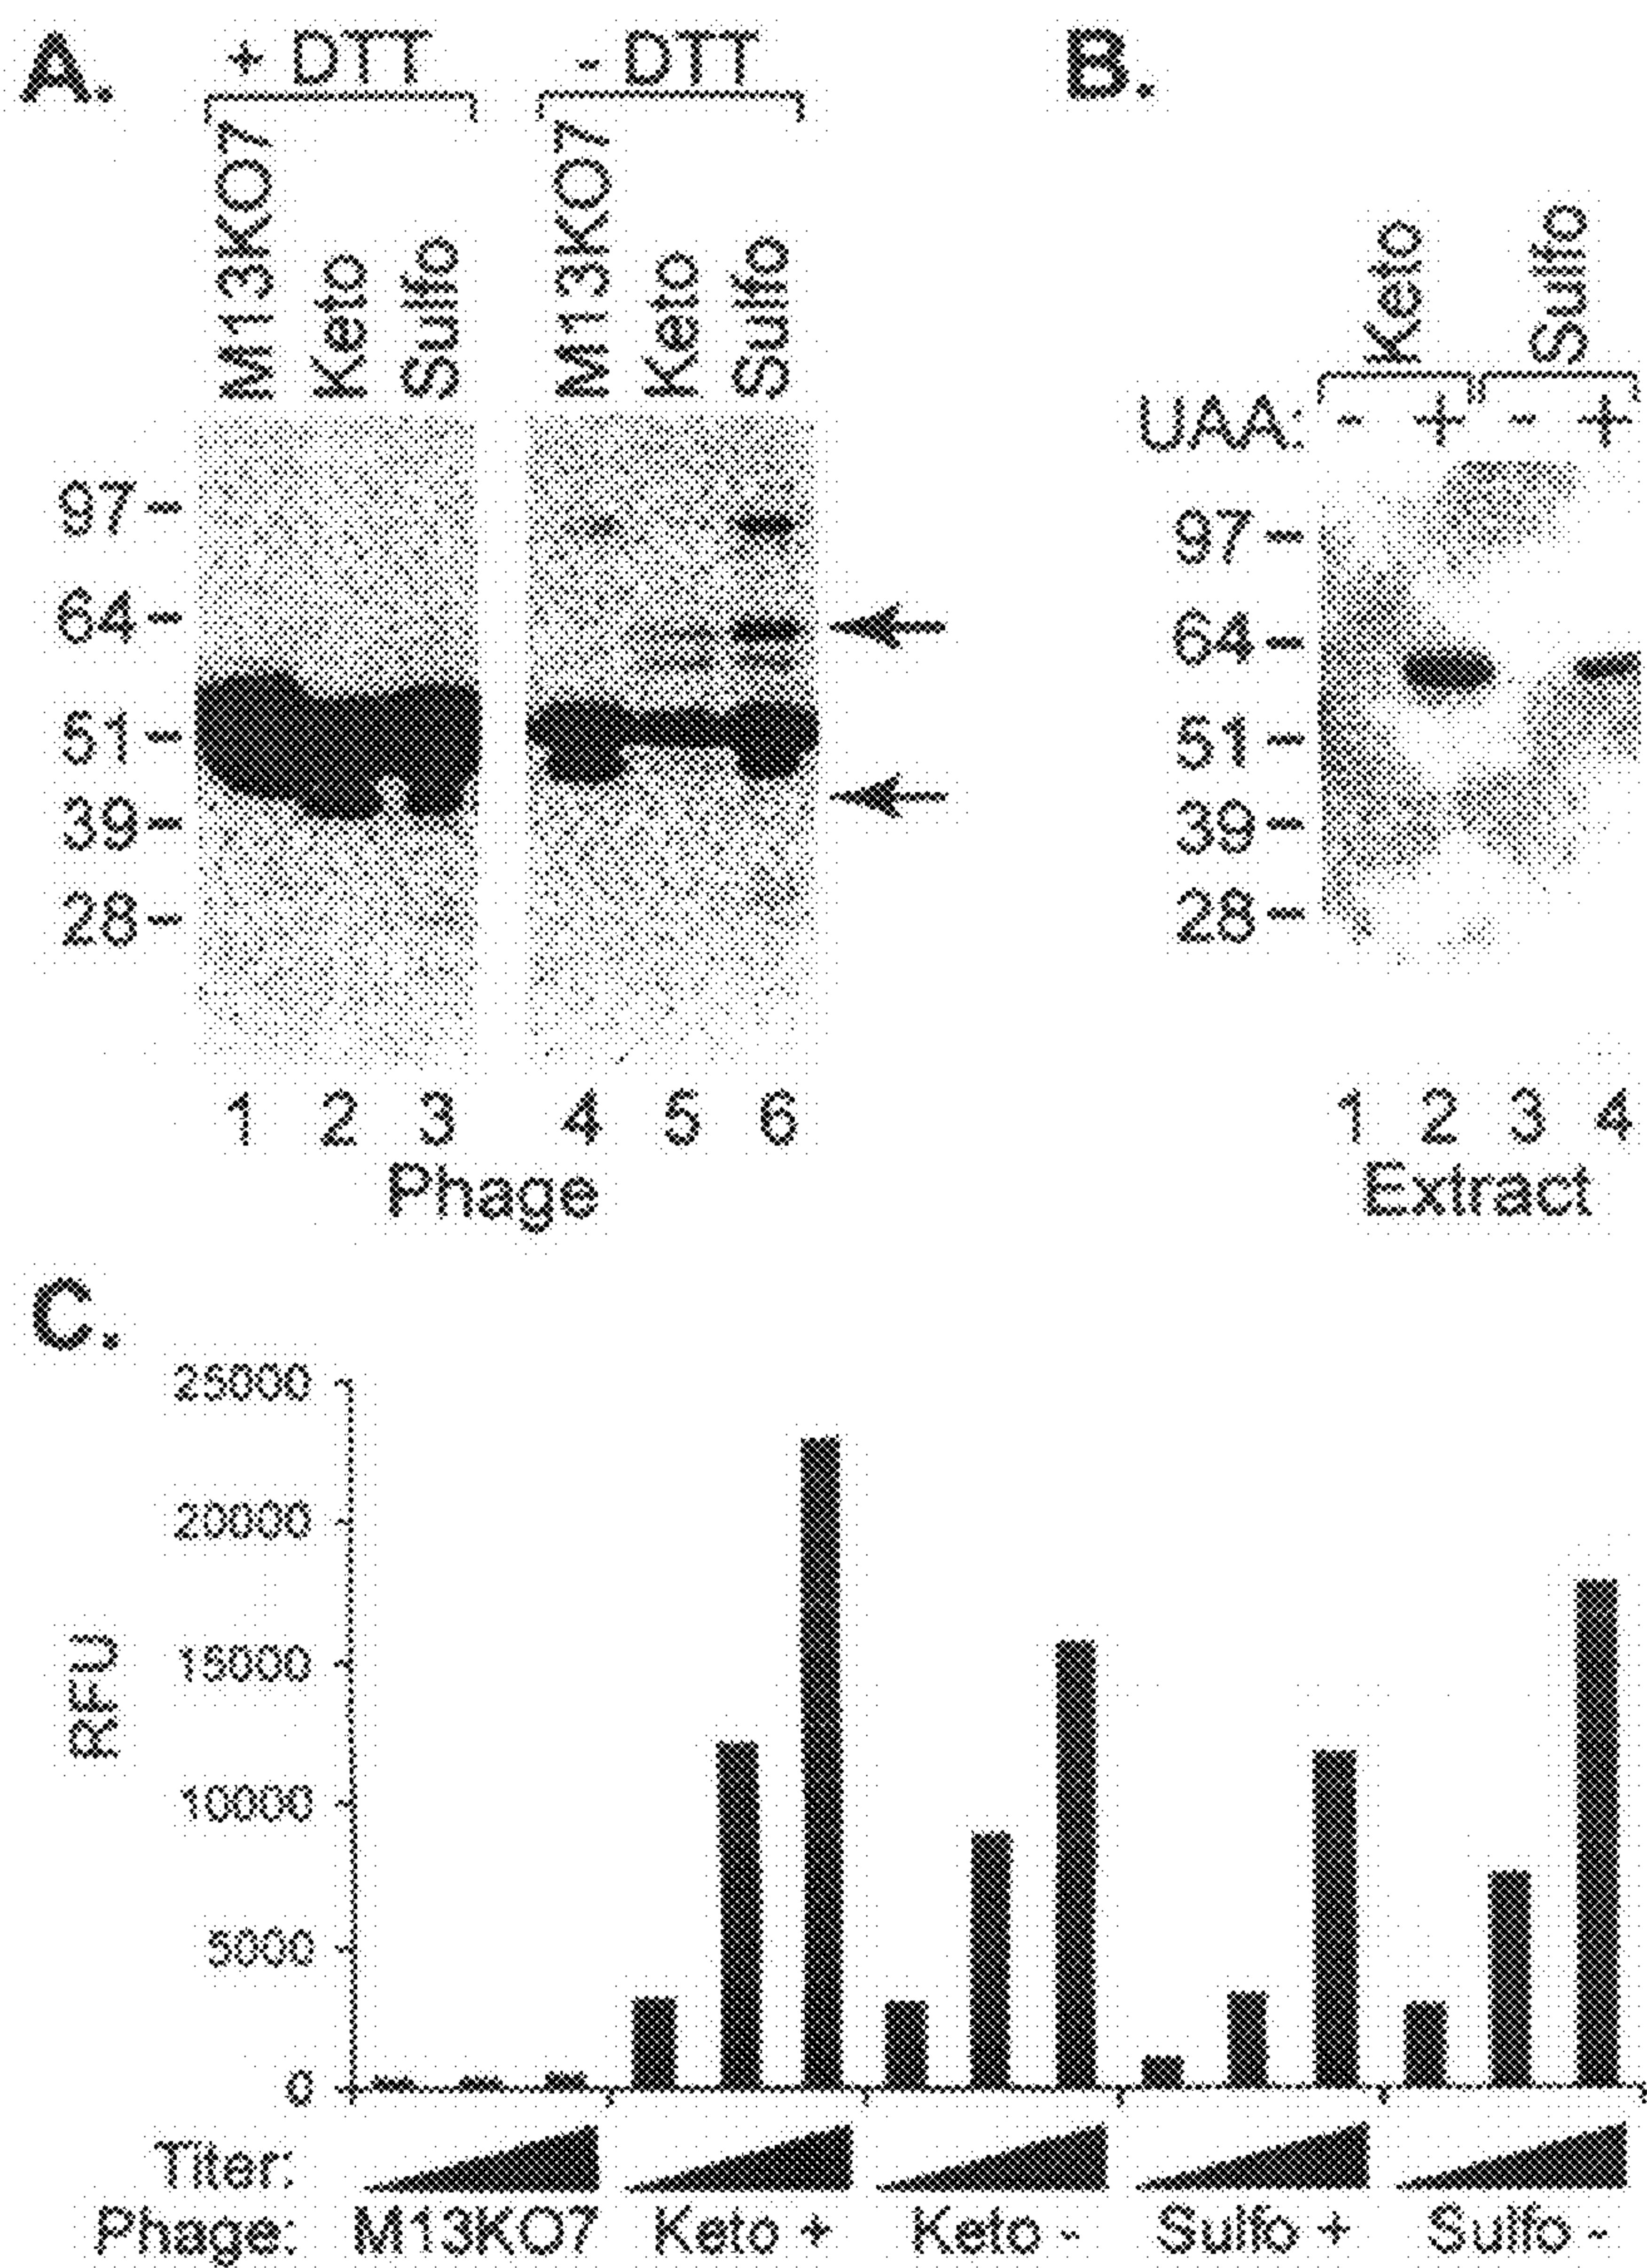 A.
+ DTT - DTT
M13KO7 Keto Sulfo M13KO7 Keto Sulfo
97
64
51
39
28
1 2 3 4 5 6
Phage
B.
Keto Sulfo
UAA: - + - +
97
64
51
39
28
1 2 3 4
Extract
C.
25000
20000
15000
10000
5000
0
RFU
Titer:
Phage: M13KO7 Keto + Keto - Sulfo + Sulfo -